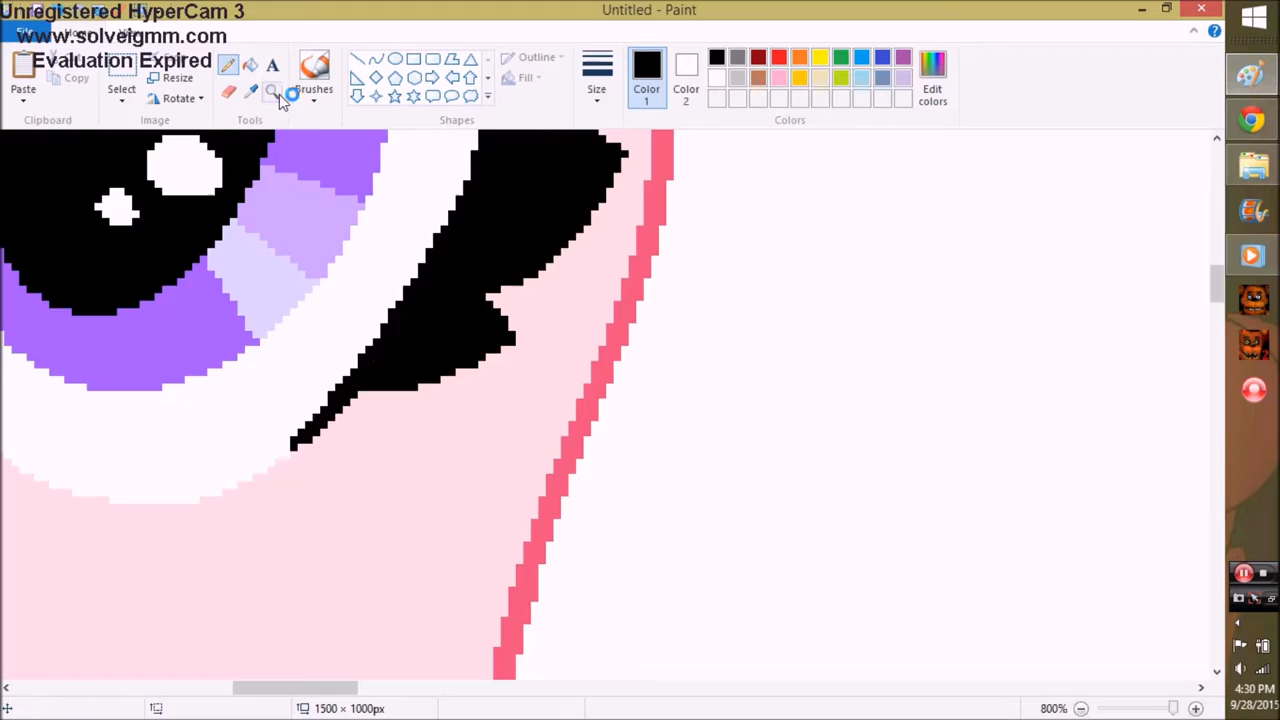 Unregistered HyperCam 3
www.solveigmm.com
Evaluation Expired
Untitled - Paint
Paste
Copy
Clipboard
Select
Resize
Rotate
Image
Tools
Brushes
Outline
Fill
Shapes
Size
Color 1
Color 2
Edit colors
Colors
1500 × 1000px
800%
4:30 PM
9/28/2015